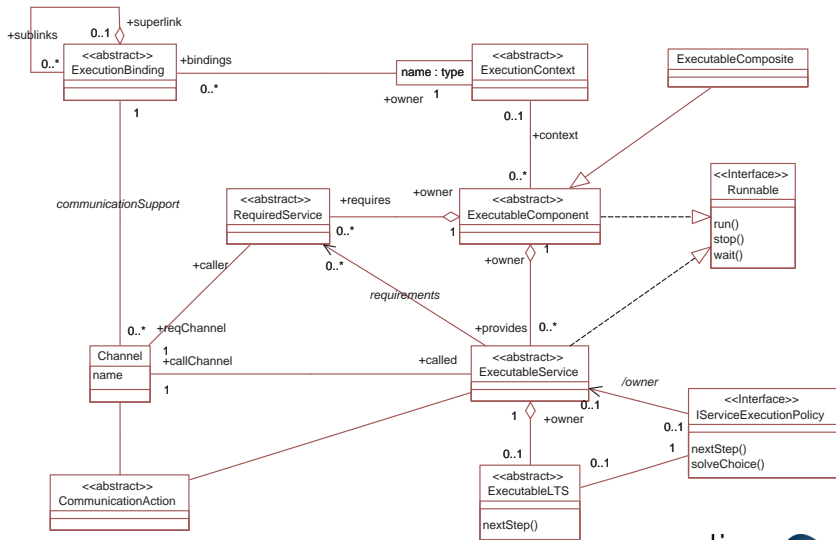 +superlink
+sublinks
0..1
0..*
<<abstract>>
ExecutionBinding
+bindings
0..*
1
name : type
+owner
1
<<abstract>>
ExecutionContext
0..1
+context
0..*
ExecutableComposite
<<Interface>>
Runnable
run()
stop()
wait()
communicationSupport
<<abstract>>
RequiredService
+requires
0..*
+owner
1
<<abstract>>
ExecutableComponent
1
+owner
+caller
0..*
requirements
+provides
0..*
0..*
+reqChannel
1
Channel
name
+callChannel
1
+called
<<abstract>>
ExecutableService
/owner
0..1
1
+owner
0..1
<<Interface>>
IServiceExecutionPolicy
nextStep()
solveChoice()
0..1
1
0..1
<<abstract>>
ExecutableLTS
nextStep()
<<abstract>>
CommunicationAction